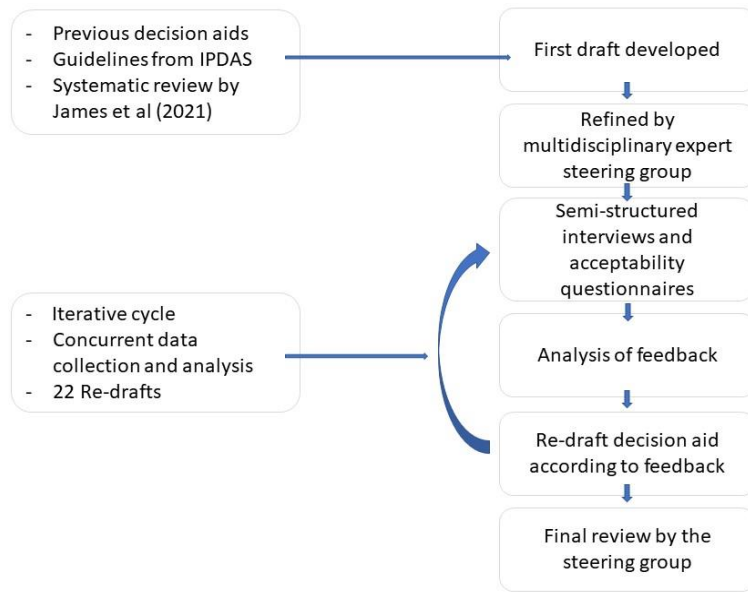 - Previous decision aids
- Guidelines from IPDAS
- Systematic review by
James et al (2021)
First draft developed
Refined by
multidisciplinary expert
steering group
Semi-structured
interviews and
acceptability
questionnaires
- Iterative cycle
- Concurrent data
collection and analysis
- 22 Re-drafts
Analysis of feedback
Re-draft decision aid
according to feedback
Final review by the
steering group